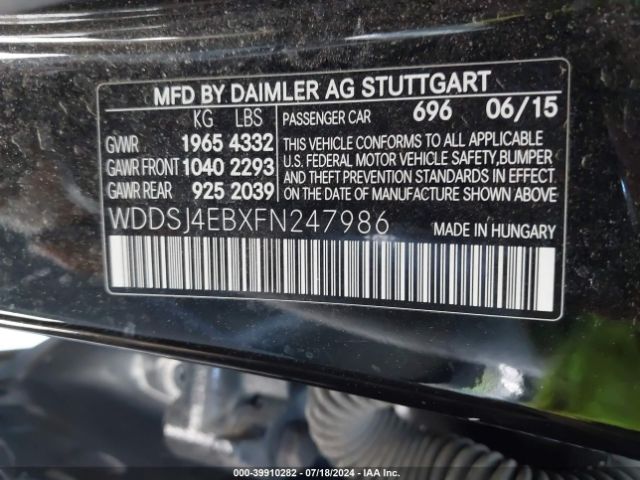 MFD BY DAIMLER AG STUTTGART
KG LBS
GVWR 1965 4332
GAWR FRONT 1040 2293
GAWR REAR 925 2039
PASSENGER CAR 696 06/15
THIS VEHICLE CONFORMS TO ALL APPLICABLE
U.S. FEDERAL MOTOR VEHICLE SAFETY, BUMPER
AND THEFT PREVENTION STANDARDS IN EFFECT
ON THE DATE OF MANUFACTURE SHOWN ABOVE
WDDSJ4EBXFN247986
MADE IN HUNGARY
000-39910282 / 07/18/2024 - IAA Inc.